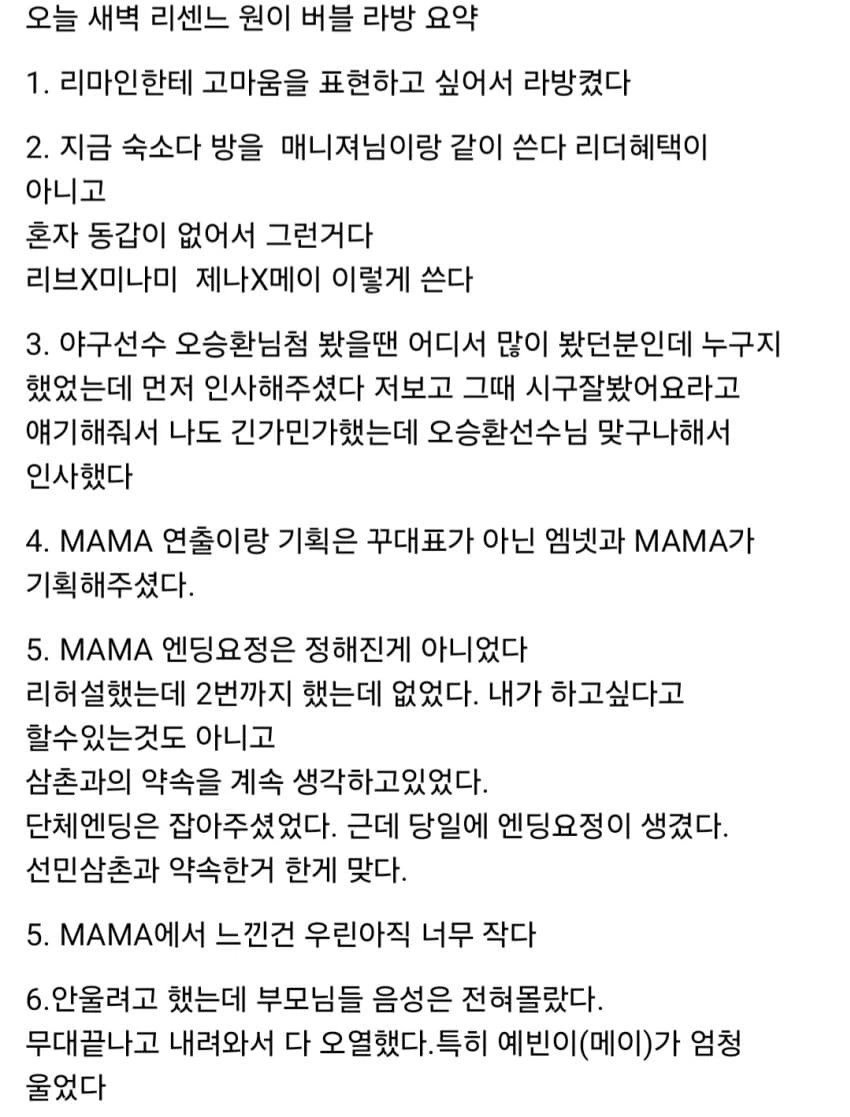 오늘 새벽 리센느 원이 버블 라방 요약
1. 리마인한테 고마움을 표현하고 싶어서 라방켰다
2. 지금 숙소다 방을 매니져님이랑 같이 쓴다 리더혜택이
아니고
혼자 동갑이 없어서 그런거다
리브X미나미 제나X메이 이렇게 쓴다
3. 야구선수 오승환님첨 봤을땐 어디서 많이 봤던분인데 누구지
했었는데 먼저 인사해주셨다 저보고 그때 시구잘봤어요라고
얘기해줘서 나도 긴가민가했는데 오승환선수님 맞구나해서
인사했다
4. MAMA 연출이랑 기획은 꾸대표가 아닌 엠넷과 MAMA가
기획해주셨다.
5. MAMA 엔딩요정은 정해진게 아니었다
리허설했는데 2번까지 했는데 없었다. 내가 하고싶다고
할수있는것도 아니고
삼촌과의 약속을 계속 생각하고있었다.
단체엔딩은 잡아주셨었다. 근데 당일에 엔딩요정이 생겼다.
선민삼촌과 약속한거 한게 맞다.
5. MAMA에서 느낀건 우린아직 너무 작다
6.안울려고 했는데 부모님들 음성은 전혀몰랐다.
무대끝나고 내려와서 다 오열했다.특히 예빈이(메이)가 엄청
울었다